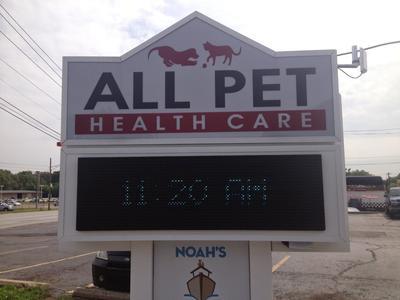 ALL PET
HEALTH CARE
11:20 AM
NOAH'S